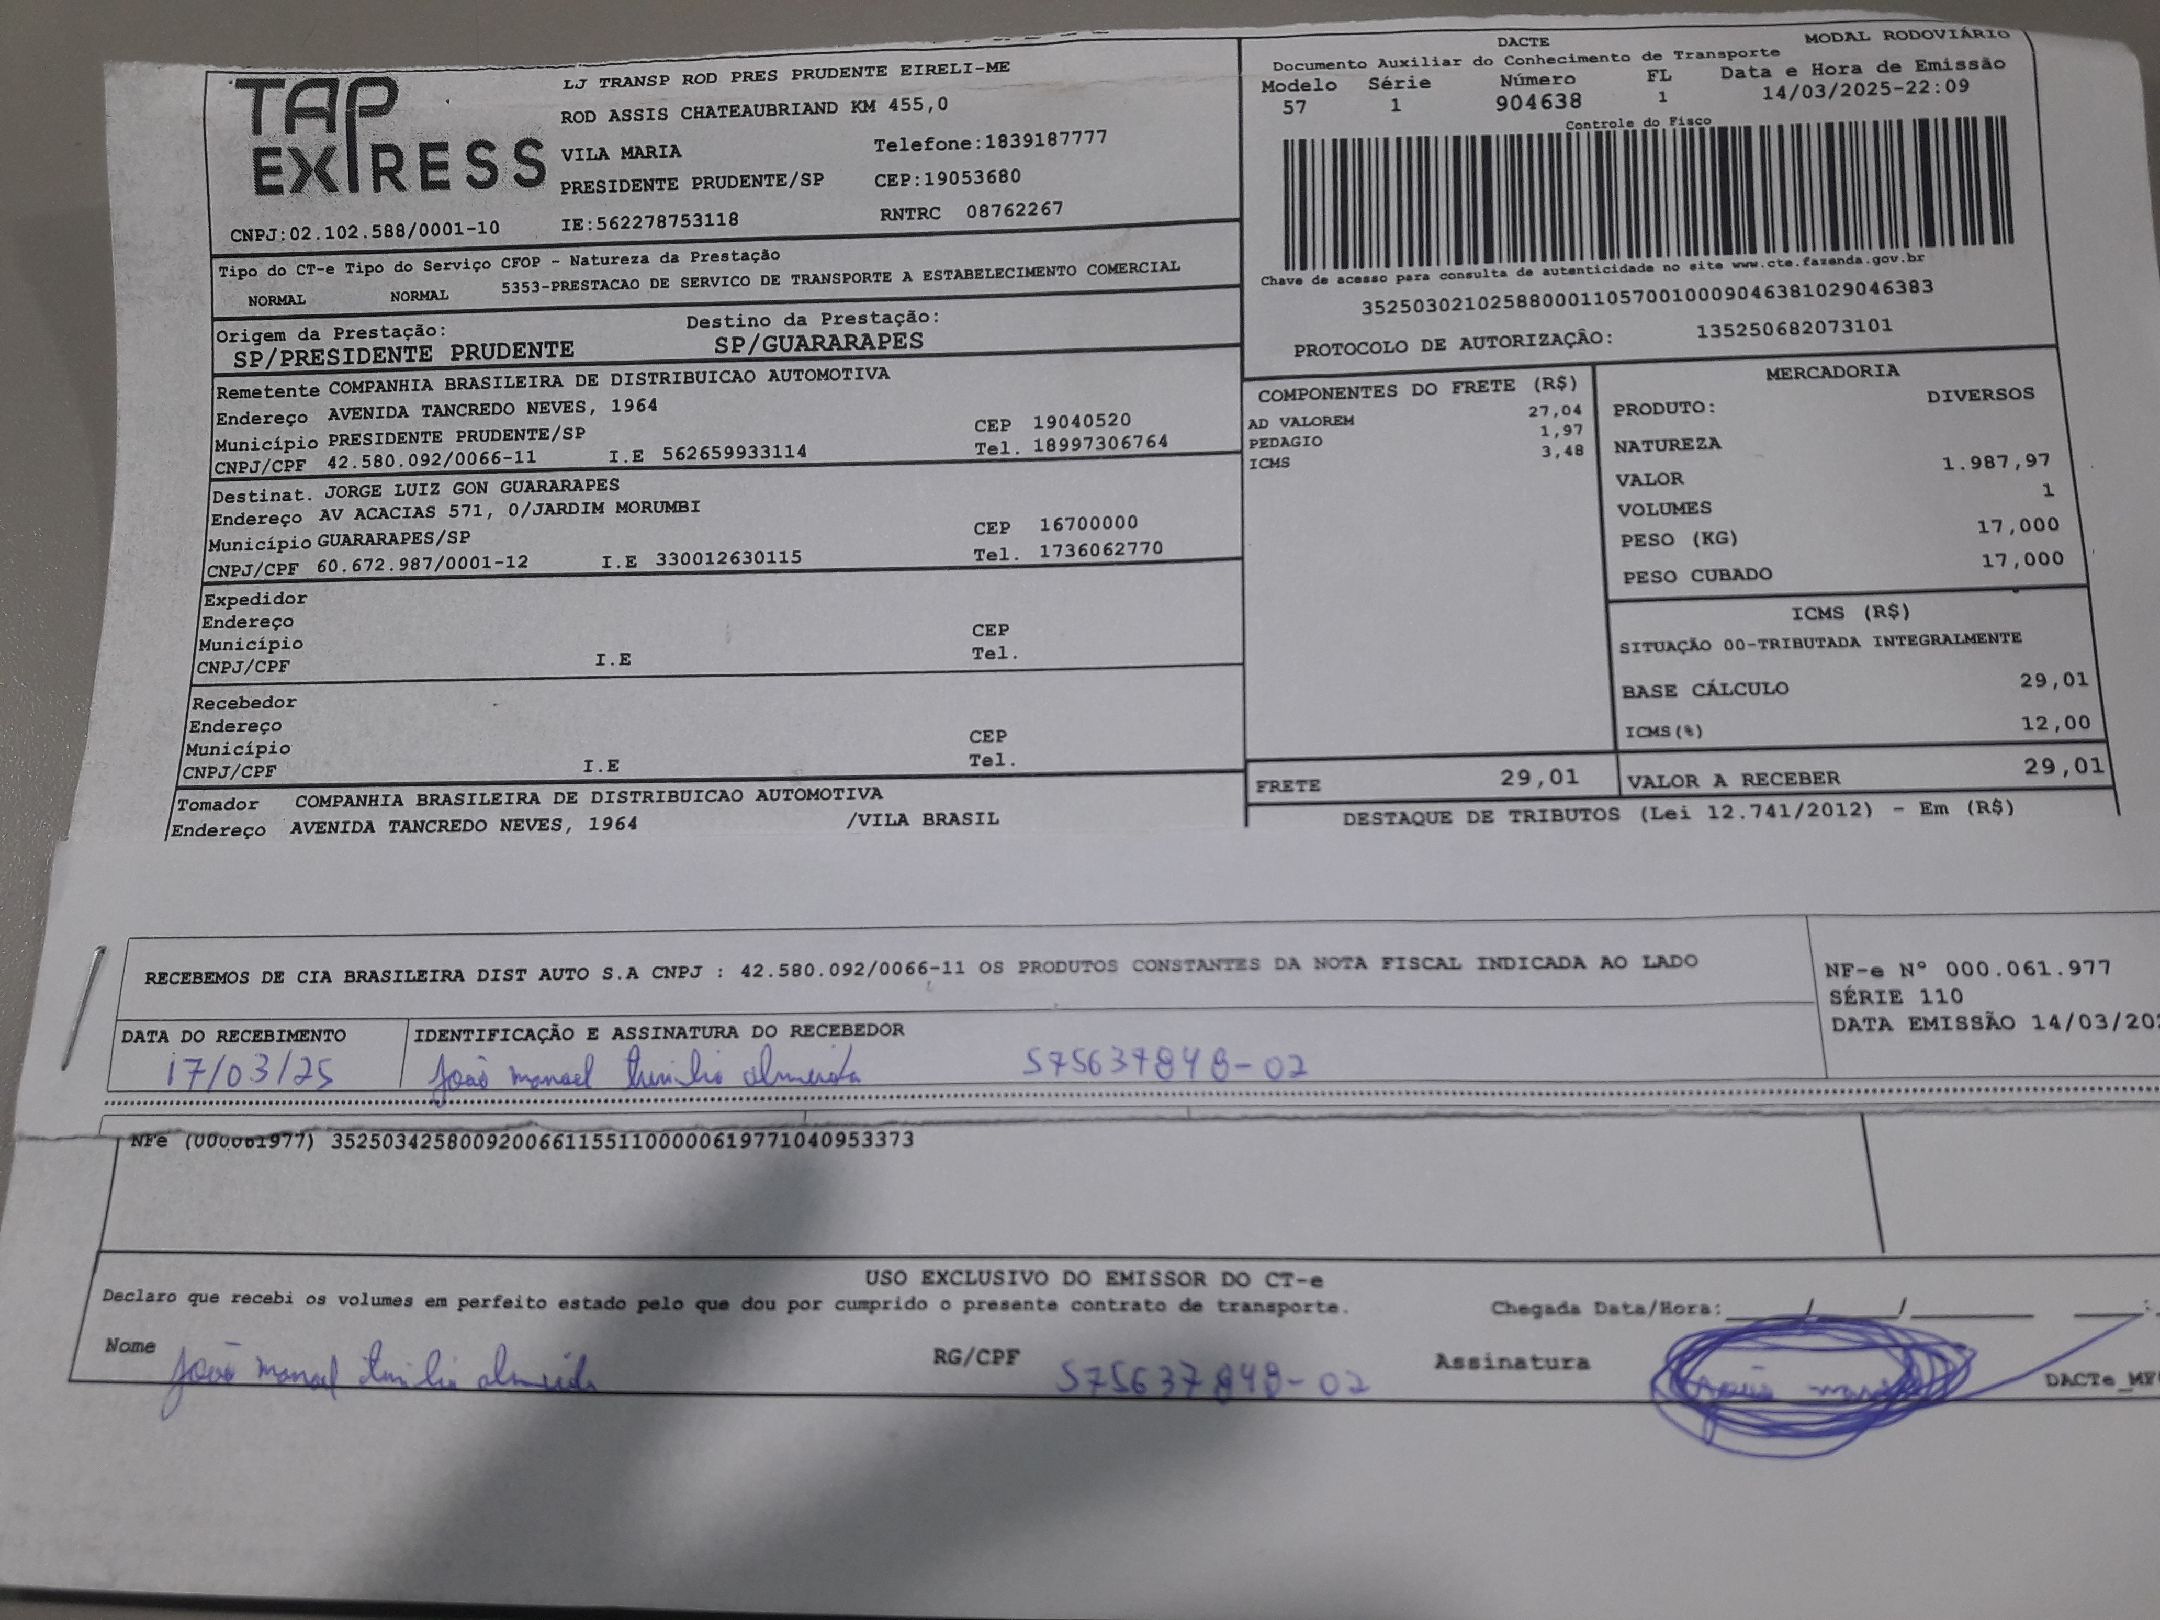 TAP EXPRESS
LJ TRANSP ROD PRES PRUDENTE EIRELI-ME
ROD ASSIS CHATEAUBRIAND KM 455,0
VILA MARIA Telefone:1839187777
PRESIDENTE PRUDENTE/SP CEP:19053680
CNPJ:02.102.588/0001-10 IE:562278753118 RNTRC 08762267
DACTE MODAL RODOVIÁRIO
Documento Auxiliar do Conhecimento de Transporte
Modelo Série Número FL Data e Hora de Emissão
57 1 904638 1 14/03/2025-22:09
Controle do Fisco
Chave de acesso para consulta de autenticidade no site www.cte.fazenda.gov.br
35250302102588000110570010009046381029046383
PROTOCOLO DE AUTORIZAÇÂO: 135250682073101
Tipo do CT-e Tipo do Serviço CFOP - Natureza da Prestação
NORMAL NORMAL 5353-PRESTACAO DE SERVICO DE TRANSPORTE A ESTABELECIMENTO COMERCIAL
Origem da Prestação: Destino da Prestação:
SP/PRESIDENTE PRUDENTE SP/GUARARAPES
Remetente COMPANHIA BRASILEIRA DE DISTRIBUICAO AUTOMOTIVA
Endereço AVENIDA TANCREDO NEVES, 1964
Município PRESIDENTE PRUDENTE/SP CEP 19040520
CNPJ/CPF 42.580.092/0066-11 I.E 562659933114 Tel. 18997306764
Destinat. JORGE LUIZ GON GUARARAPES
Endereço AV ACACIAS 571, 0/JARDIM MORUMBI
Município GUARARAPES/SP CEP 16700000
CNPJ/CPF 60.672.987/0001-12 I.E 330012630115 Tel. 1736062770
Expedidor
Endereço
Município CEP
CNPJ/CPF I.E Tel.
Recebedor
Endereço
Município CEP
CNPJ/CPF I.E Tel.
Tomador COMPANHIA BRASILEIRA DE DISTRIBUICAO AUTOMOTIVA
Endereço AVENIDA TANCREDO NEVES, 1964 /VILA BRASIL
COMPONENTES DO FRETE (R$)
AD VALOREM 27,04
PEDAGIO 1,97
ICMS 3,48
FRETE 29,01
MERCADORIA
PRODUTO: DIVERSOS
NATUREZA
VALOR 1.987,97
VOLUMES 1
PESO (KG) 17,000
PESO CUBADO 17,000
ICMS (R$)
SITUAÇÃO 00-TRIBUTADA INTEGRALMENTE
BASE CÁLCULO 29,01
ICMS(%) 12,00
VALOR A RECEBER 29,01
DESTAQUE DE TRIBUTOS (Lei 12.741/2012) - Em (R$)
RECEBEMOS DE CIA BRASILEIRA DIST AUTO S.A CNPJ : 42.580.092/0066-11 OS PRODUTOS CONSTANTES DA NOTA FISCAL INDICADA AO LADO
NF-e Nº 000.061.977
SÉRIE 110
DATA EMISSÃO 14/03/202
DATA DO RECEBIMENTO IDENTIFICAÇÃO E ASSINATURA DO RECEBEDOR
17/03/25 João manoel almeida 575637848-02
NFe (000061977) 35250342580092006611551100000619771040953373
USO EXCLUSIVO DO EMISSOR DO CT-e
Declaro que recebi os volumes em perfeito estado pelo que dou por cumprido o presente contrato de transporte. Chegada Data/Hora: / / :
Nome João manoel almeida RG/CPF 575637848-02 Assinatura